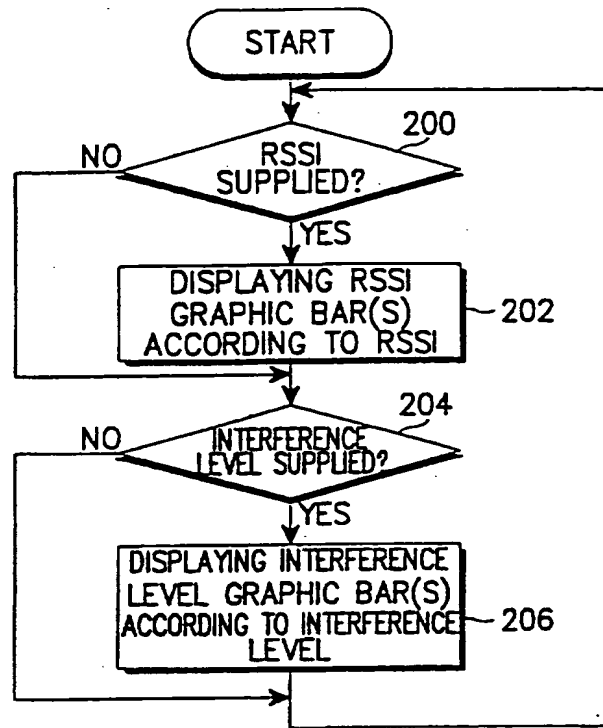 START
200
NO
RSSI
SUPPLIED?
YES
DISPLAYING RSSI
GRAPHIC BAR(S)
ACCORDING TO RSSI
202
204
NO
INTERFERENCE
LEVEL SUPPLIED?
YES
DISPLAYING INTERFERENCE
LEVEL GRAPHIC BAR(S)
ACCORDING TO INTERFERENCE
LEVEL
206